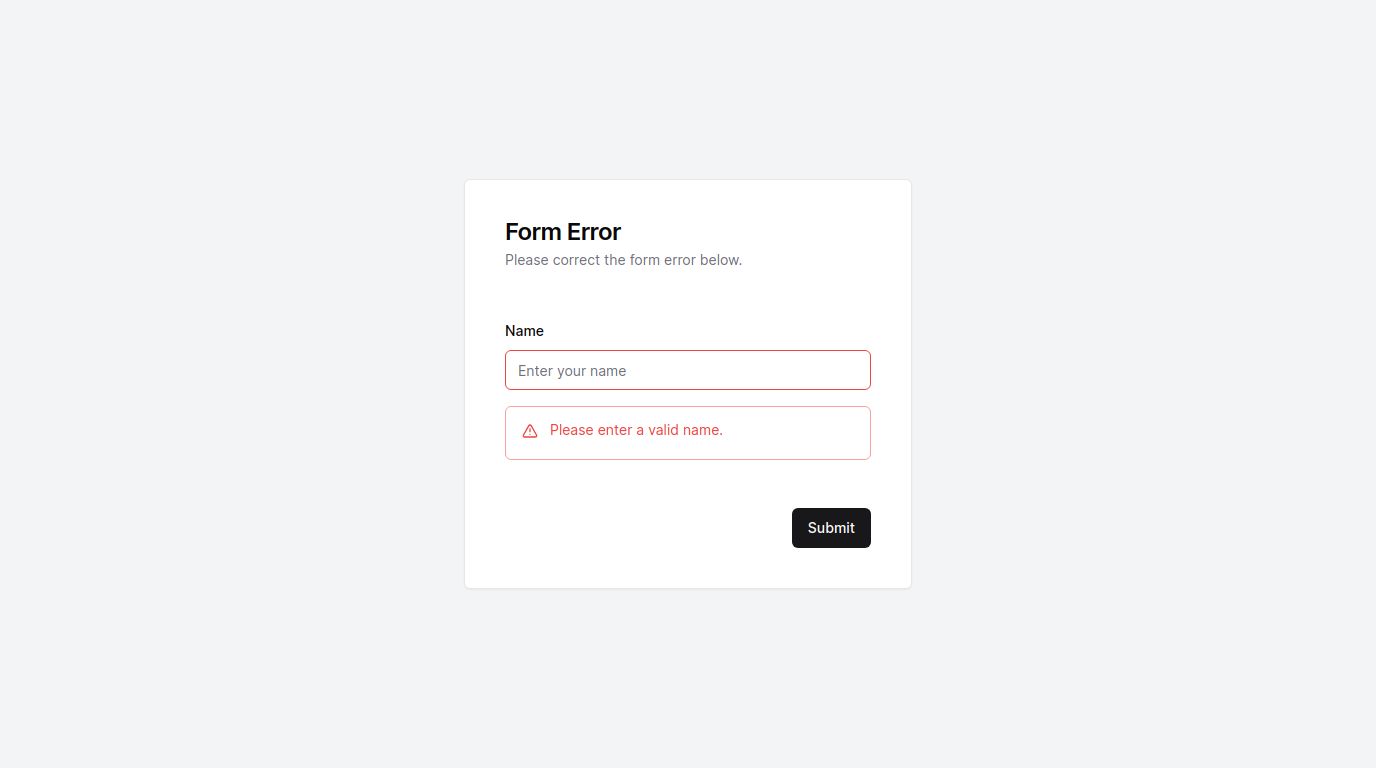 Form Error
Please correct the form error below.
Name
Enter your name
Please enter a valid name.
Submit